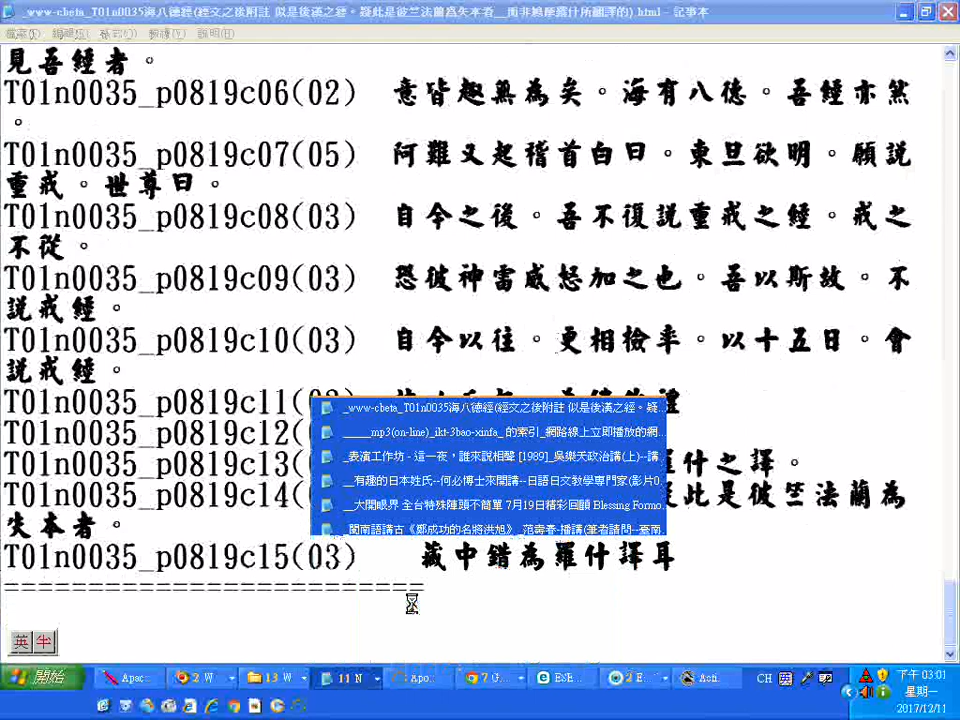 _www-cbeta_T01n0035海八德經(經文之後附註 似是後漢之經。疑此是彼竺法蘭為失本者__而非鳩摩羅什所翻譯的).html - 記事本
檔案(F) 編輯(E) 格式(O) 檢視(V) 說明(H)
見吾經者。
T01n0035_p0819c06(02) 意皆趣無為矣。海有八德。吾經亦然
。
T01n0035_p0819c07(05) 阿難又起稽首白曰。東旦欲明。願說
重戒。世尊曰。
T01n0035_p0819c08(03) 自今之後。吾不復說重戒之經。戒之
不從。
T01n0035_p0819c09(03) 恐彼神雷威怒加之也。吾以斯故。不
說戒經。
T01n0035_p0819c10(03) 自今以往。更相檢率。以十五日。會
說戒經。
T01n0035_p0819c11(0
T01n0035_p0819c12(
T01n0035_p0819c13( 羅什之譯。
T01n0035_p0819c14( 此是彼竺法蘭為
失本者。
T01n0035_p0819c15(03) 藏中錯為羅什譯耳
==========================
_www-cbeta_T01n0035海八德經(經文之後附註 似是後漢之經。疑...
_____mp3(on-line)_ikt-3bao-xinfa_ 的索引_網路線上立即播放的網...
_表演工作坊 - 這一夜，誰來說相聲 [1989]_吳樂天政治講(上)--講...
__有趣的日本姓氏--何必博士來開講--日語日文教學專門家(影片0...
__大開眼界 全台特殊陣頭不簡單 7月19日精彩回顧 Blessing Formo...
_閩南語講古《鄭成功的名將洪旭》_范壽春-播講(筆者請問--臺南...
英 半
開始 Apac... 2 W 13 W 11 N Apo... 7 G... ESE... 2 E... Acti... CH 下午 03:01
星期一
2017/12/11